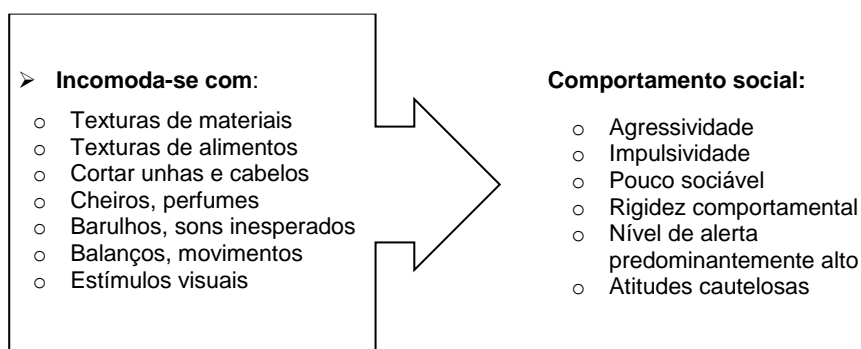 ➢ Incomoda-se com:
o Texturas de materiais
o Texturas de alimentos
o Cortar unhas e cabelos
o Cheiros, perfumes
o Barulhos, sons inesperados
o Balanços, movimentos
o Estímulos visuais
Comportamento social:
o Agressividade
o Impulsividade
o Pouco sociável
o Rigidez comportamental
o Nível de alerta
predominantemente alto
o Atitudes cautelosas